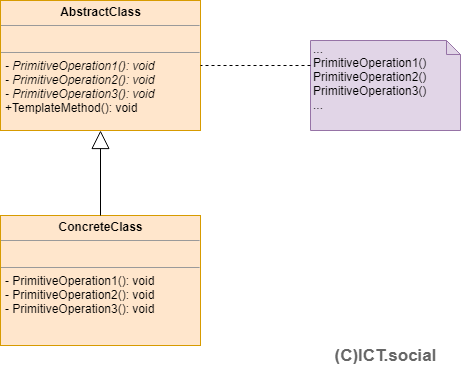 AbstractClass
- PrimitiveOperation1(): void
- PrimitiveOperation2(): void
- PrimitiveOperation3(): void
+TemplateMethod(): void
...
PrimitiveOperation1()
PrimitiveOperation2()
PrimitiveOperation3()
...
ConcreteClass
- PrimitiveOperation1(): void
- PrimitiveOperation2(): void
- PrimitiveOperation3(): void
(C)ICT.social